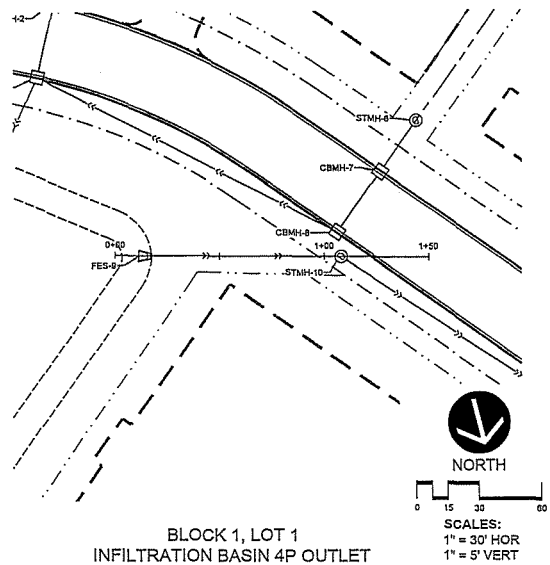 STMH-6
CBMH-7
CBMH-8
0+00
1+00
1+50
FES-9
STMH-10
NORTH
0 15 30 60
SCALES:
1" = 30' HOR
1" = 5' VERT
BLOCK 1, LOT 1
INFILTRATION BASIN 4P OUTLET